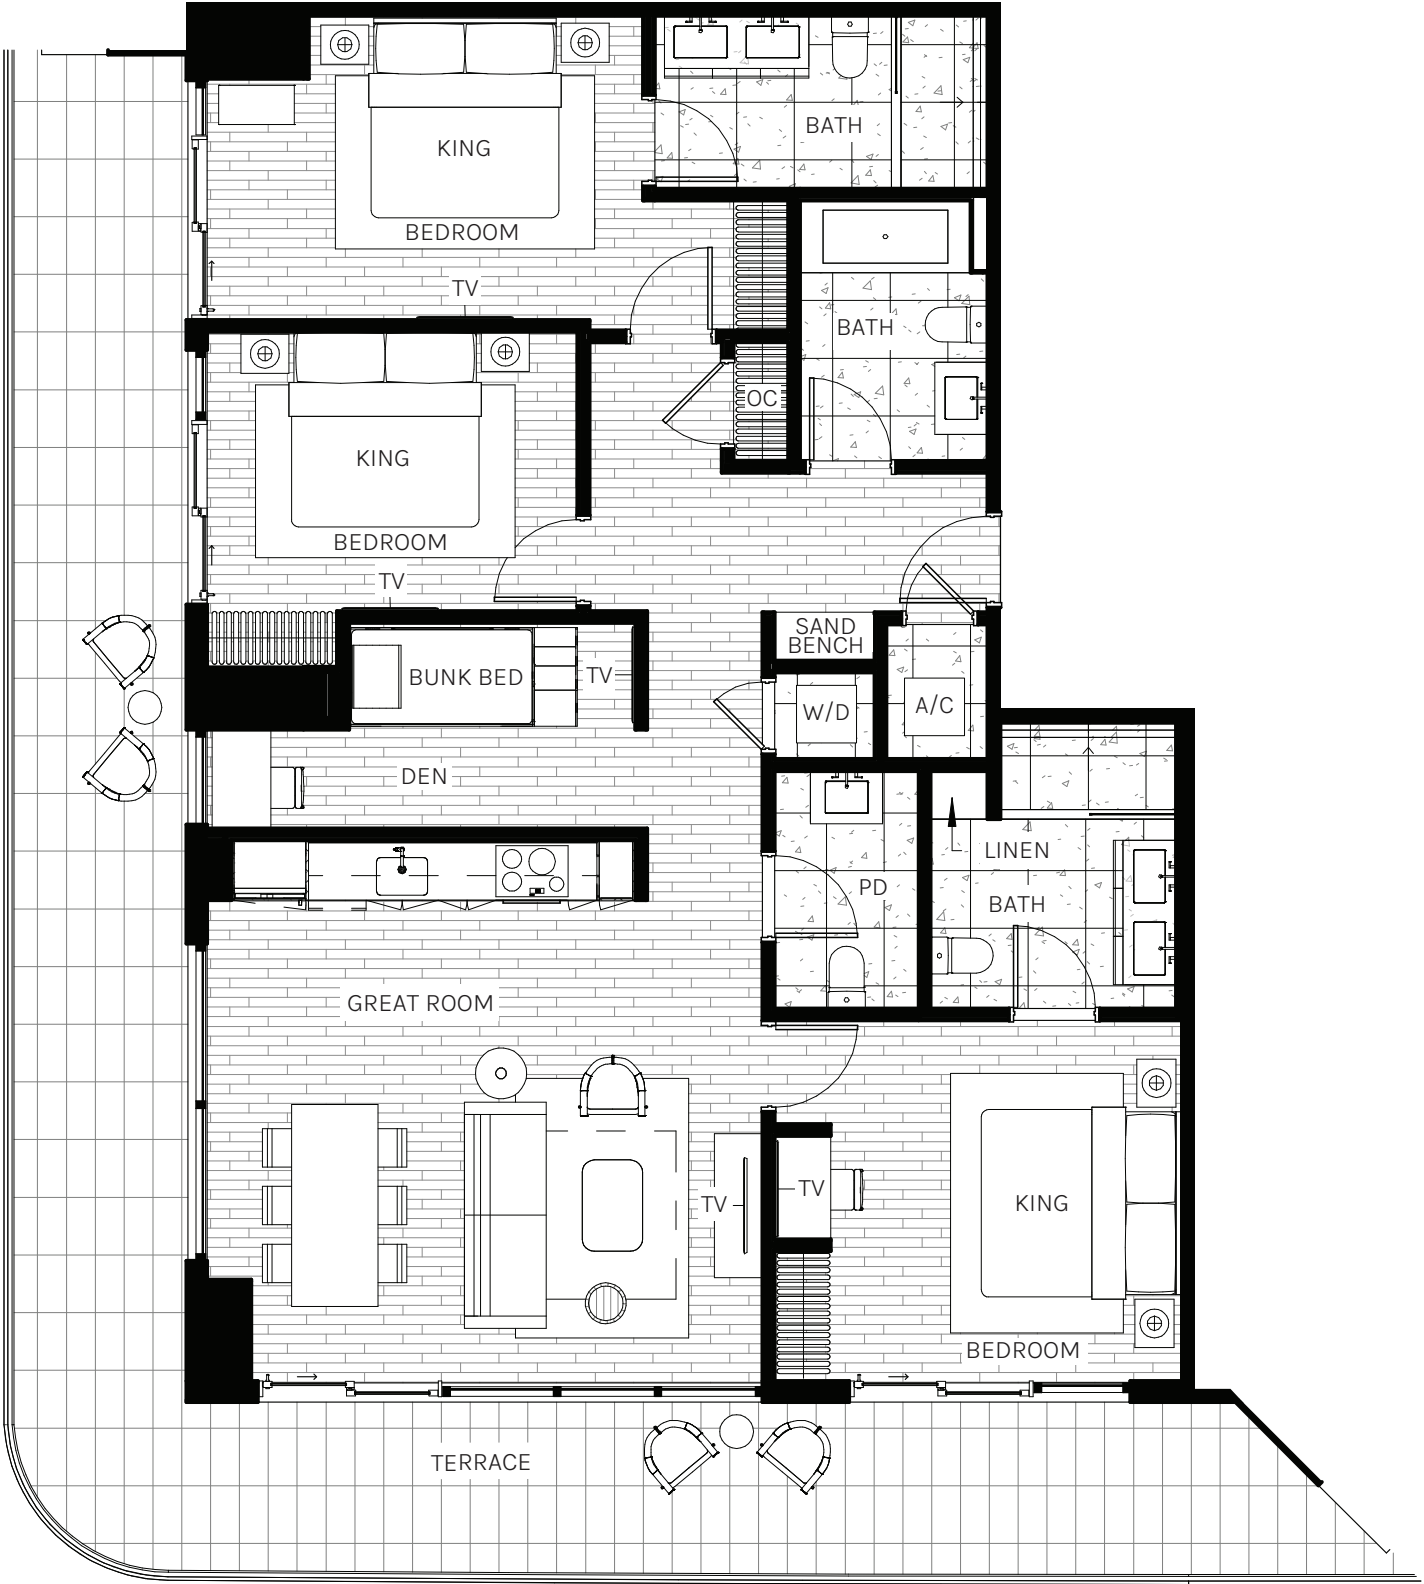 BATH
KING
BEDROOM
TV
BATH
OC
KING
BEDROOM
TV
SAND
BENCH
BUNK BED
TV
W/D
A/C
DEN
LINEN
PD
BATH
GREAT ROOM
TV
TV
KING
BEDROOM
TERRACE